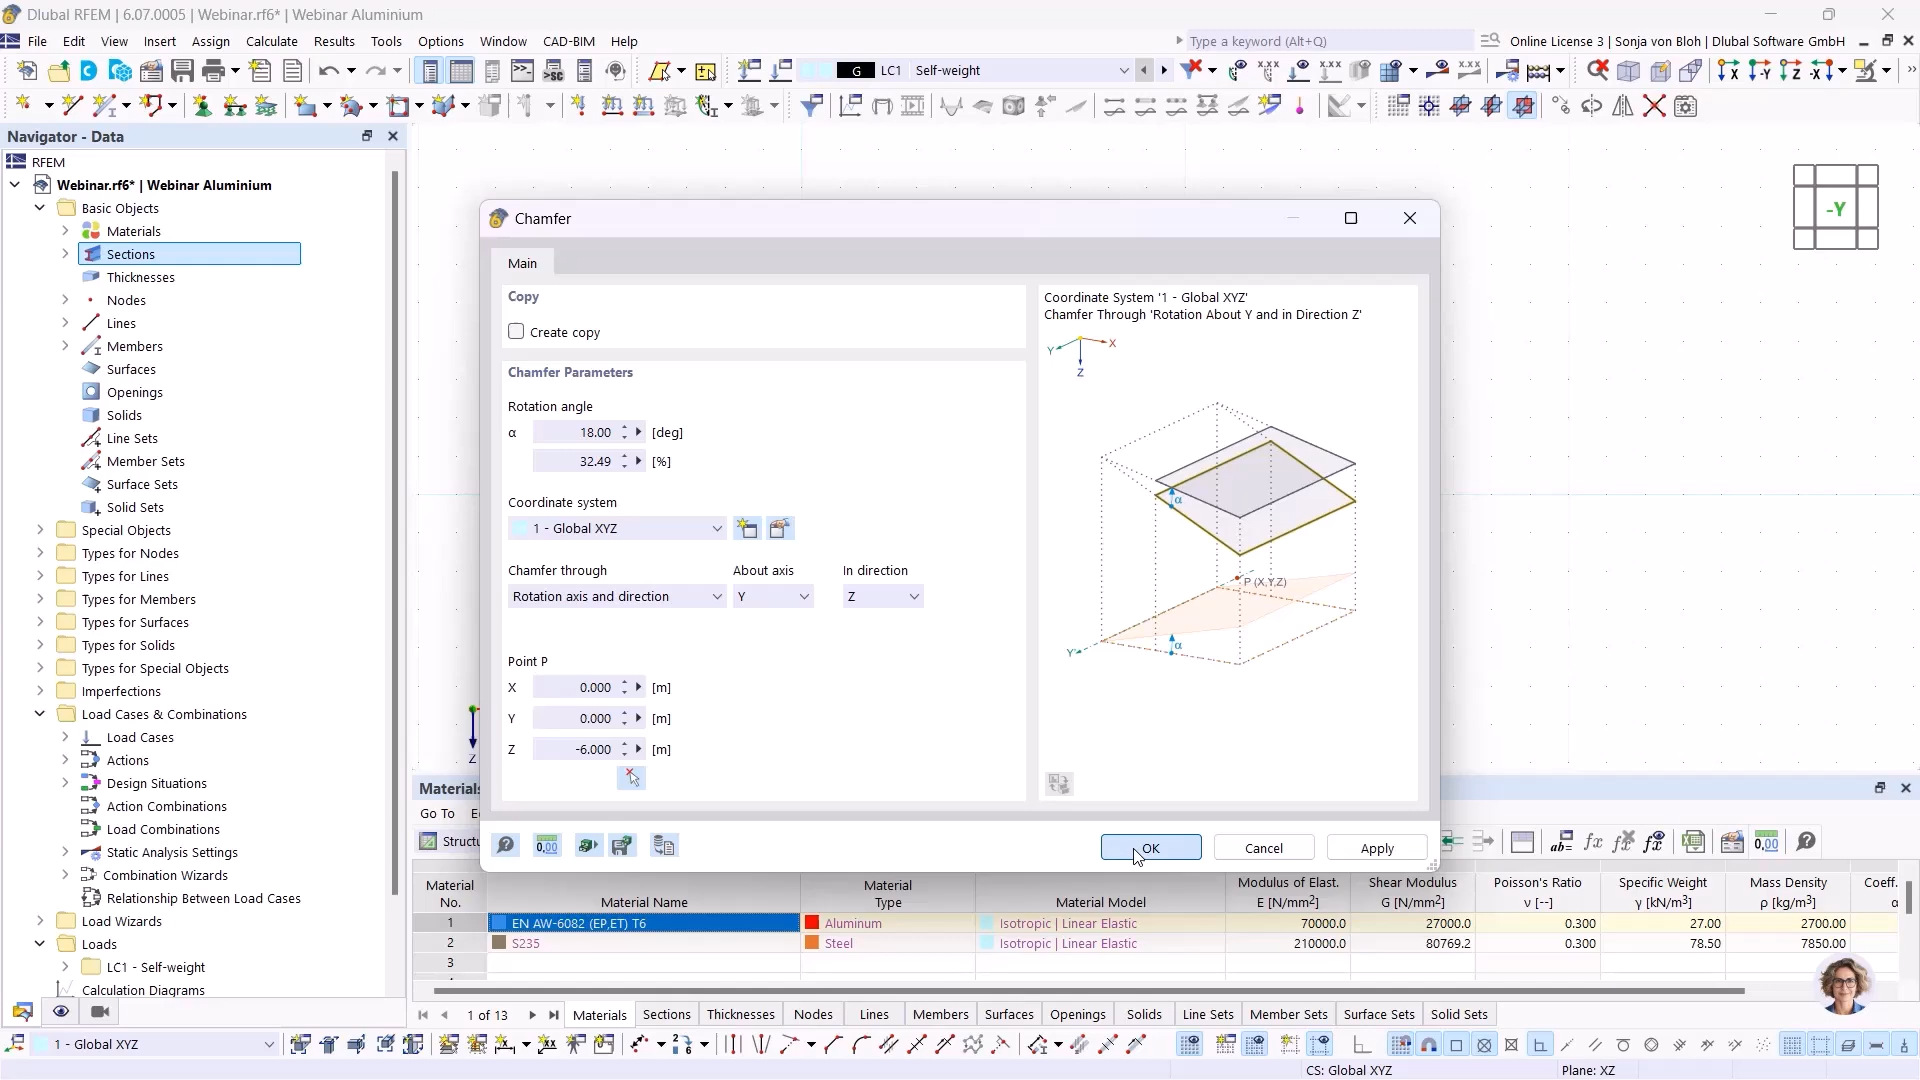 Dlubal RFEM | 6.07.0005 | Webinar.rf6* | Webinar Aluminium
File Edit View Insert Assign Calculate Results Tools Options Window CAD-BIM Help
Type a keyword (Alt+Q)
Online License 3 | Sonja von Bloh | Dlubal Software GmbH
G LC1 Self-weight
Navigator - Data
RFEM
Webinar.rf6* | Webinar Aluminium
Basic Objects
Materials
Sections
Thicknesses
Nodes
Lines
Members
Surfaces
Openings
Solids
Line Sets
Member Sets
Surface Sets
Solid Sets
Special Objects
Types for Nodes
Types for Lines
Types for Members
Types for Surfaces
Types for Solids
Types for Special Objects
Imperfections
Load Cases & Combinations
Load Cases
Actions
Design Situations
Action Combinations
Load Combinations
Static Analysis Settings
Combination Wizards
Relationship Between Load Cases
Load Wizards
Loads
LC1 - Self-weight
Calculation Diagrams
-Y
Z
Chamfer
Main
Copy
Create copy
Chamfer Parameters
Rotation angle
α 18.00 [deg]
32.49 [%]
Coordinate system
1 - Global XYZ
Chamfer through About axis In direction
Rotation axis and direction Y Z
Point P
X 0.000 [m]
Y 0.000 [m]
Z -6.000 [m]
Coordinate System '1 - Global XYZ'
Chamfer Through 'Rotation About Y and in Direction Z'
Y X
Z
α
P (X,Y,Z)
α
Y'
OK Cancel Apply
Materials
Go To
Structu
Material No. Material Name Material Type Material Model Modulus of Elast. E [N/mm²] Shear Modulus G [N/mm²] Poisson's Ratio ν [--] Specific Weight γ [kN/m³] Mass Density ρ [kg/m³] Coeff. α
1 EN AW-6082 (EP,ET) T6 Aluminum Isotropic | Linear Elastic 70000.0 27000.0 0.300 27.00 2700.00
2 S235 Steel Isotropic | Linear Elastic 210000.0 80769.2 0.300 78.50 7850.00
3
1 of 13 Materials Sections Thicknesses Nodes Lines Members Surfaces Openings Solids Line Sets Member Sets Surface Sets Solid Sets
1 - Global XYZ
CS: Global XYZ Plane: XZ